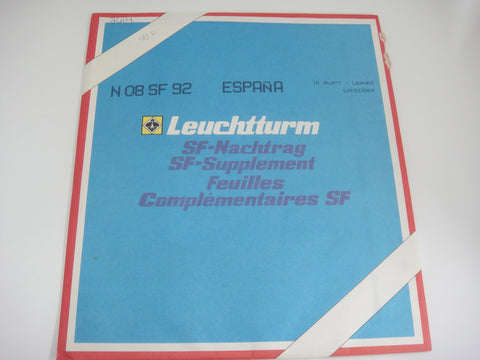 N 08 SF 92 ESPAÑA
Leuchtturm
SF-Nachtrag
SF-Supplement
Feuilles
Complémentaires SF